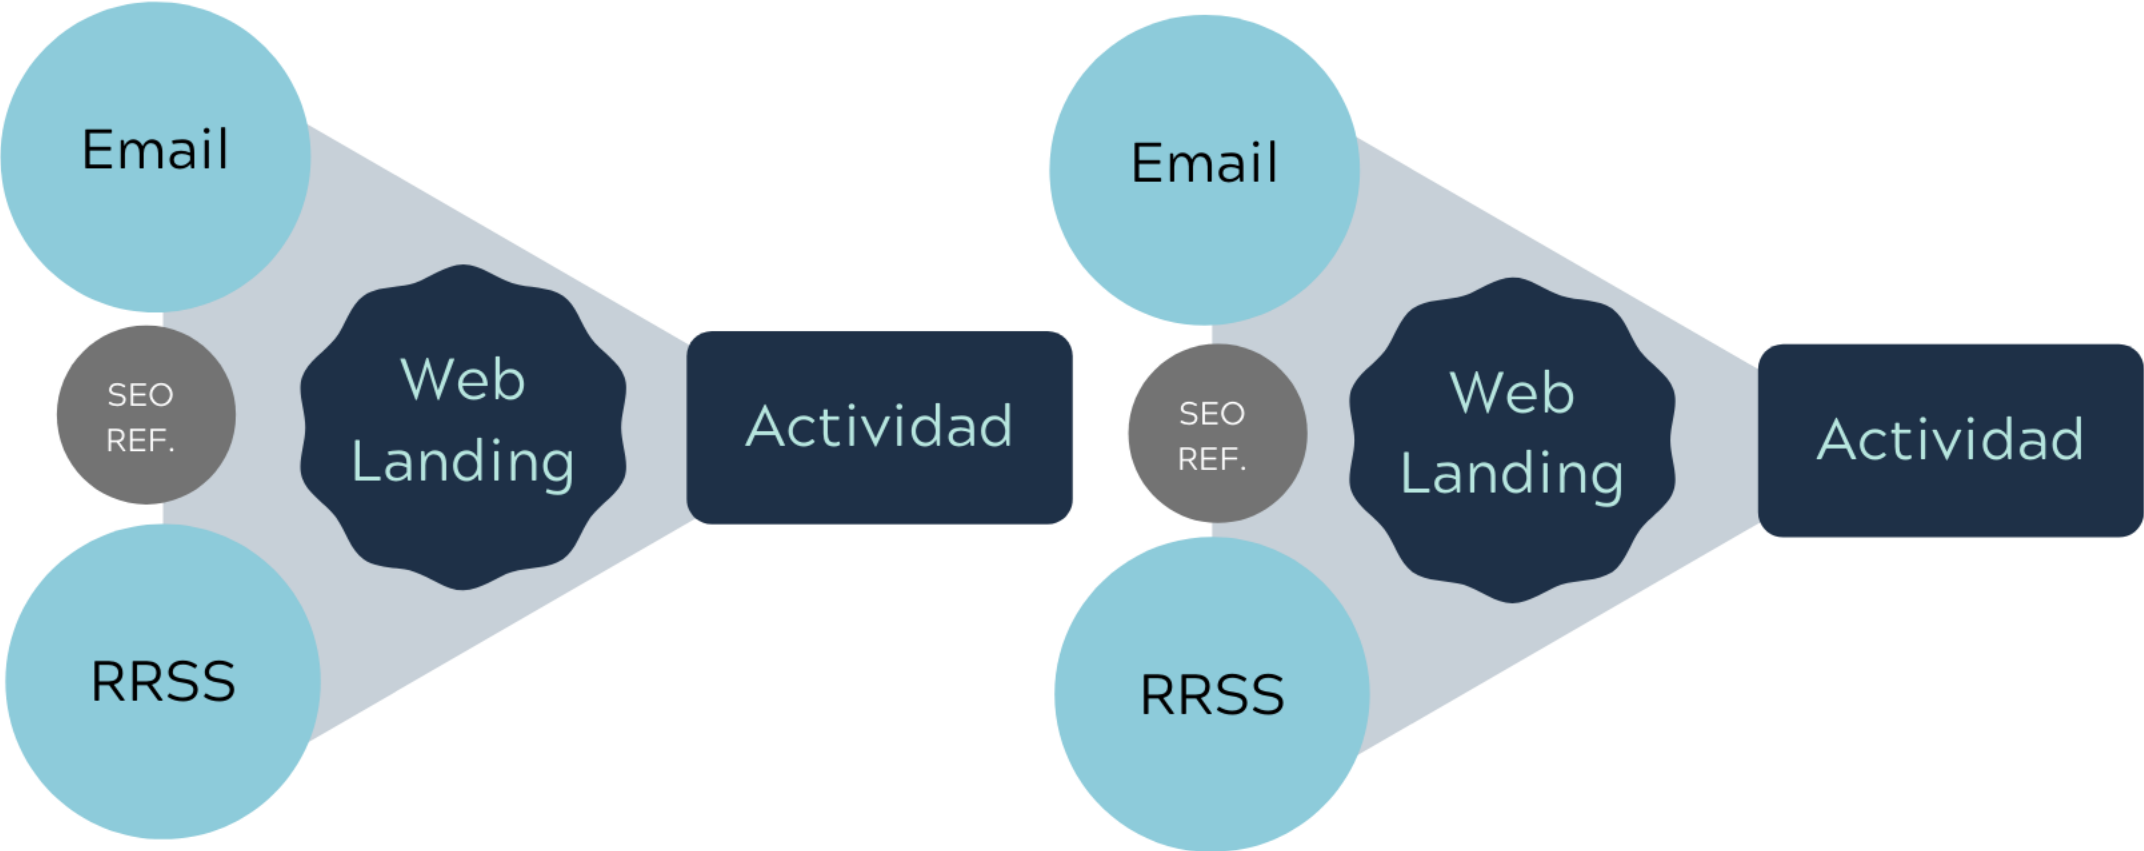 Email
SEO
REF.
Web
Landing
Actividad
RRSS
Email
SEO
REF.
Web
Landing
Actividad
RRSS